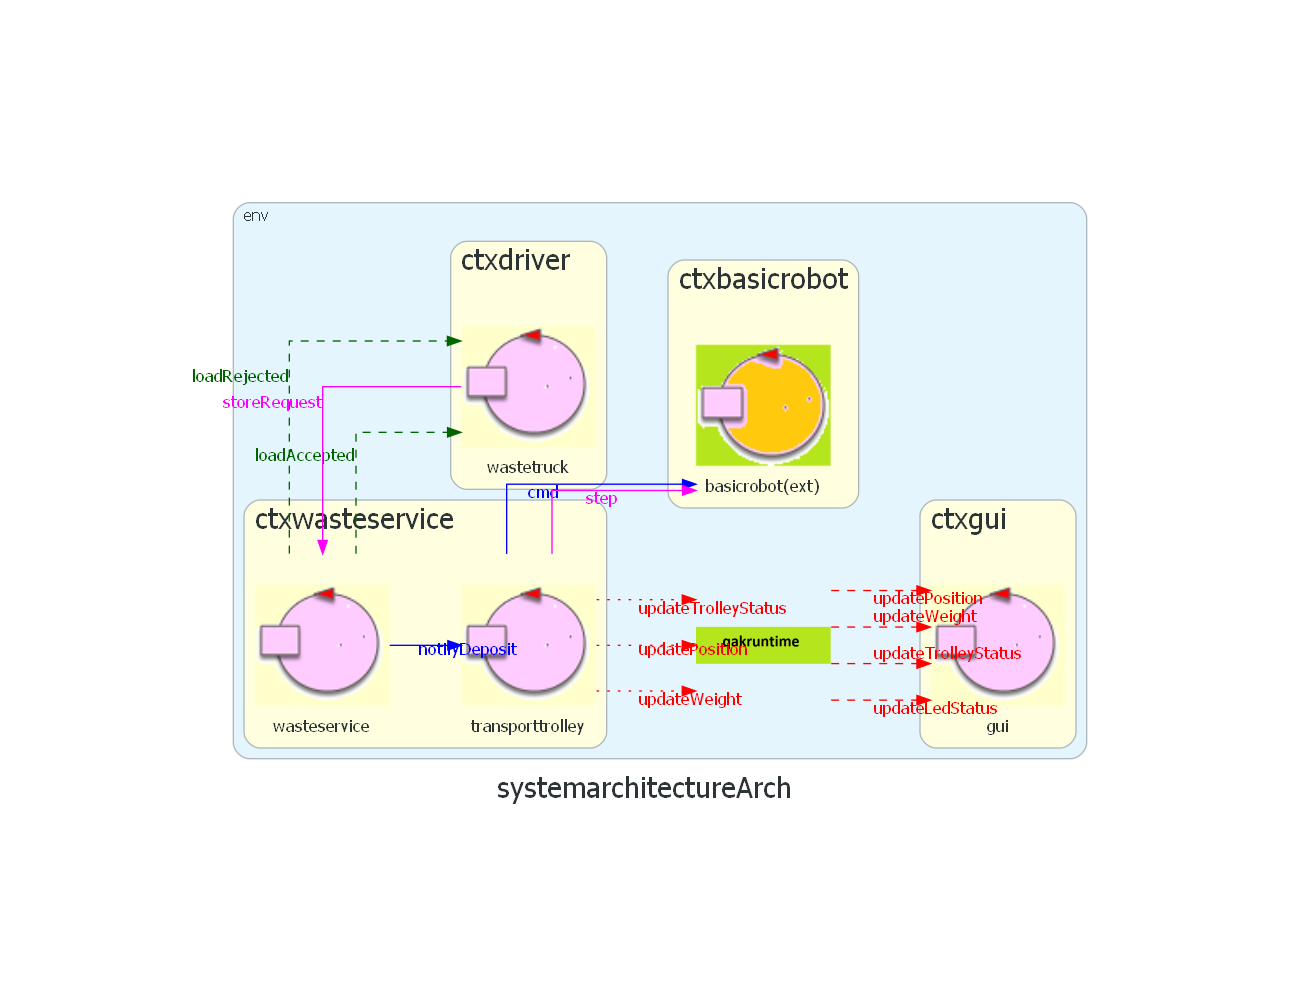 env
ctxdriver
ctxbasicrobot
loadRejected
storeRequest
loadAccepted
wastetruck
basicrobot(ext)
cmd
step
ctxwasteservice
ctxgui
updatePosition
updateTrolleyStatus
updateWeight
qakruntime
notifyDeposit
updatePosition
updateTrolleyStatus
updateWeight
updateLedStatus
wasteservice
transporttrolley
gui
systemarchitectureArch